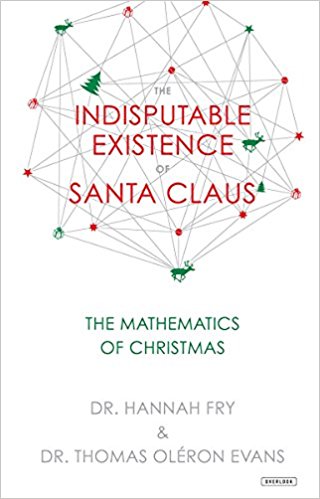 THE
INDISPUTABLE
EXISTENCE
OF
SANTA CLAUS
THE MATHEMATICS
OF CHRISTMAS
DR. HANNAH FRY
&
DR. THOMAS OLÉRON EVANS
OVERLOOK